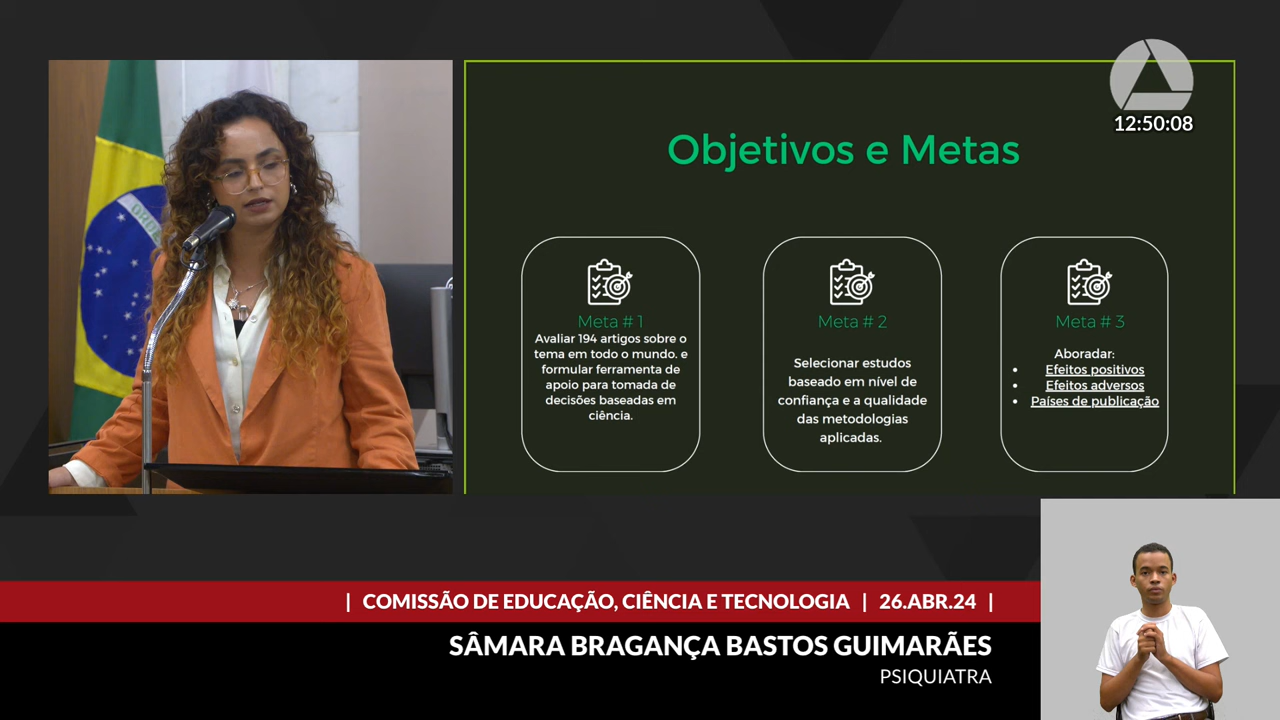 ORDE
12:50:08
Objetivos e Metas
Meta # 1
Avaliar 194 artigos sobre o
tema em todo o mundo. e
formular ferramenta de
apoio para tomada de
decisões baseadas em
ciência.
Meta # 2
Selecionar estudos
baseado em nível de
confiança e a qualidade
das metodologias
aplicadas.
Meta # 3
Aboradar:
• Efeitos positivos
• Efeitos adversos
• Países de publicação
| COMISSÃO DE EDUCAÇÃO, CIÊNCIA E TECNOLOGIA | 26.ABR.24 |
SÂMARA BRAGANÇA BASTOS GUIMARÃES
PSIQUIATRA